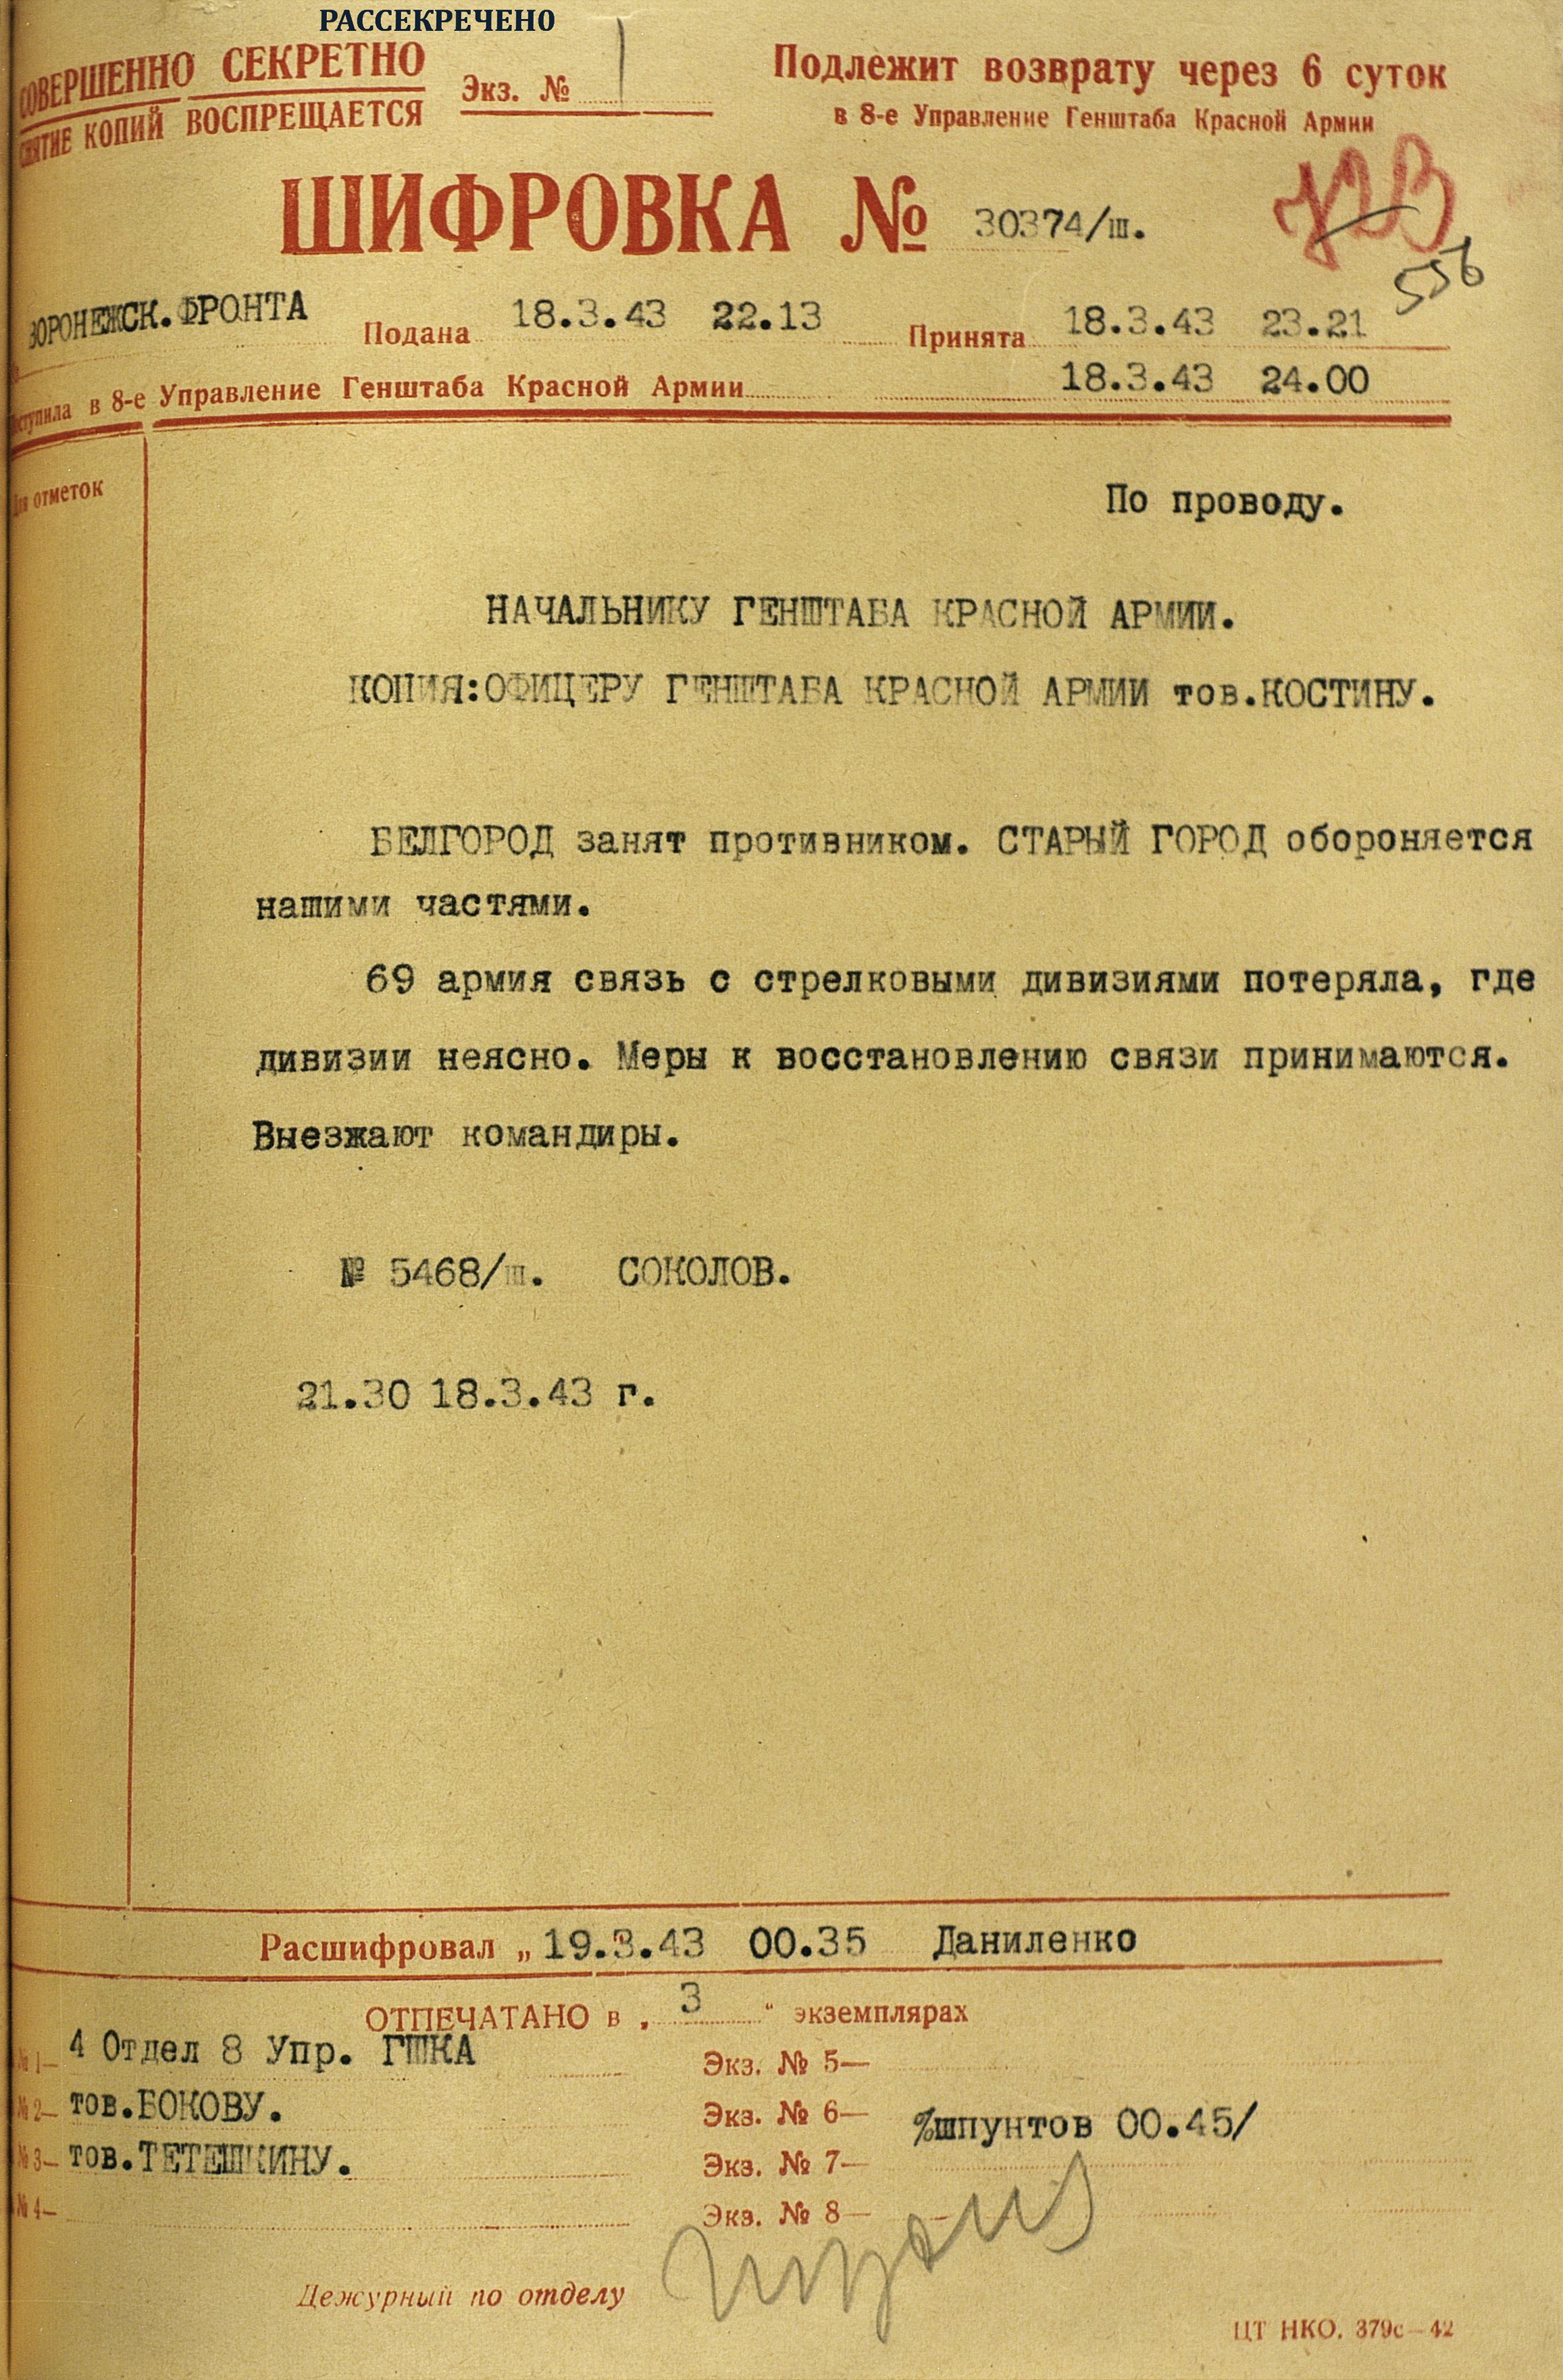 РАССЕКРЕЧЕНО
СОВЕРШЕННО СЕКРЕТНО
СНЯТИЕ КОПИЙ ВОСПРЕЩАЕТСЯ
Экз. № 1
Подлежит возврату через 6 суток
в 8-е Управление Генштаба Красной Армии
ШИФРОВКА № 30374/ш.
556
ВОРОНЕЖСК.ФРОНТА Подана 18.3.43 22.13 Принята 18.3.43 23.21
Поступила в 8-е Управление Генштаба Красной Армии 18.3.43 24.00
Для отметок
По проводу.
НАЧАЛЬНИКУ ГЕНШТАБА КРАСНОЙ АРМИИ.
КОПИЯ:ОФИЦЕРУ ГЕНШТАБА КРАСНОЙ АРМИИ тов.КОСТИНУ.
БЕЛГОРОД занят противником. СТАРЫЙ ГОРОД обороняется
нашими частями.
69 армия связь с стрелковыми дивизиями потеряла, где
дивизии неясно. Меры к восстановлению связи принимаются.
Выезжают командиры.
№ 5468/ш. СОКОЛОВ.
21.30 18.3.43 г.
Расшифровал „ 19.3.43 00.35 Даниленко
ОТПЕЧАТАНО в „ 3 “ экземплярах
№ 1— 4 Отдел 8 Упр. ГШКА Экз. № 5—
№ 2— тов.БОКОВУ. Экз. № 6— %шпунтов 00.45/
№ 3— тов.ТЕТЕШКИНУ. Экз. № 7—
№ 4— Экз. № 8—
Дежурный по отделу
ЦТ НКО. 379с—42